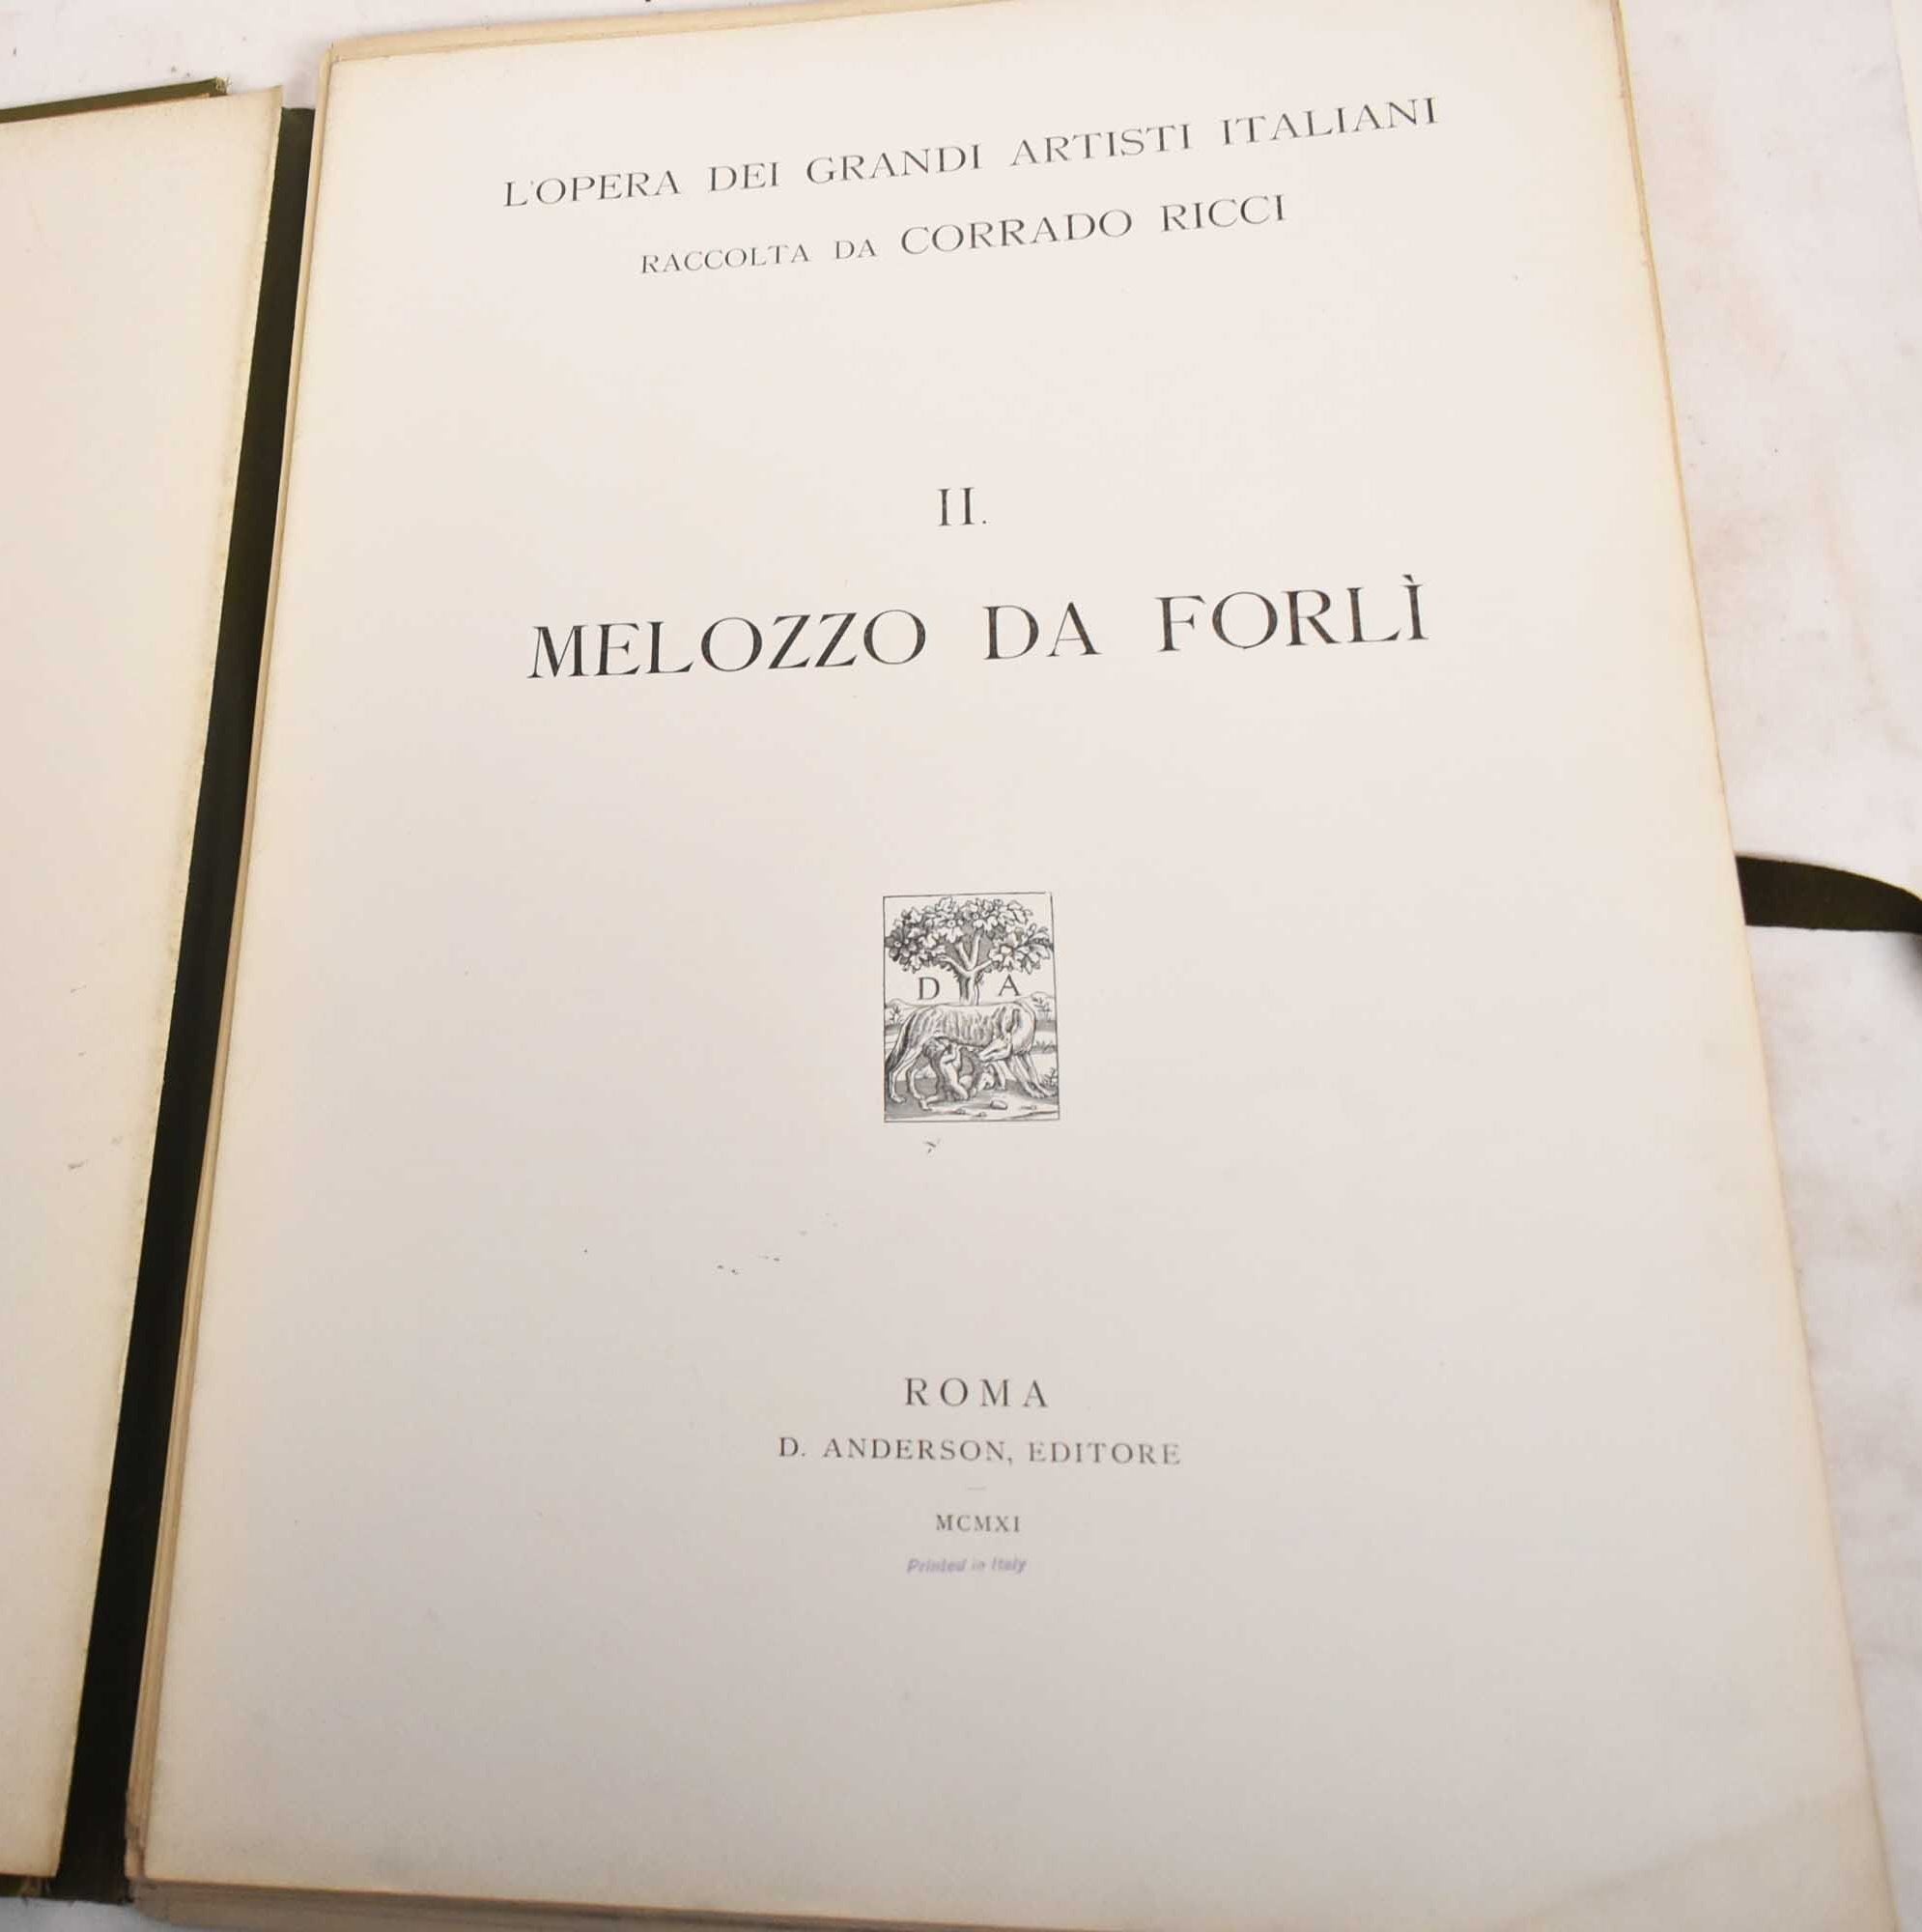 L'OPERA DEI GRANDI ARTISTI ITALIANI
RACCOLTA DA CORRADO RICCI
II.
MELOZZO DA FORLÌ
D A
ROMA
D. ANDERSON, EDITORE
MCMXI
Printed in Italy